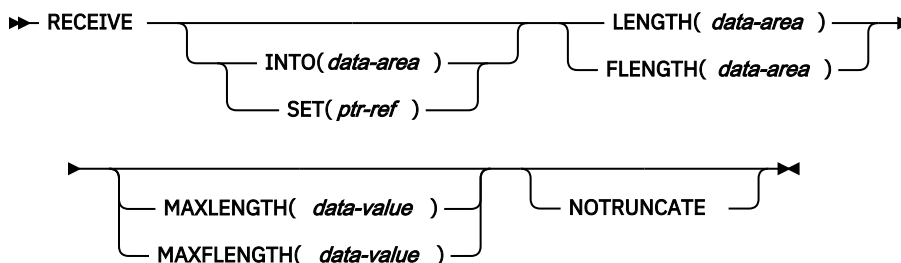 RECEIVE LENGTH( data-area )
INTO( data-area ) FLENGTH( data-area )
SET( ptr-ref )
MAXLENGTH( data-value ) NOTRUNCATE
MAXFLENGTH( data-value )